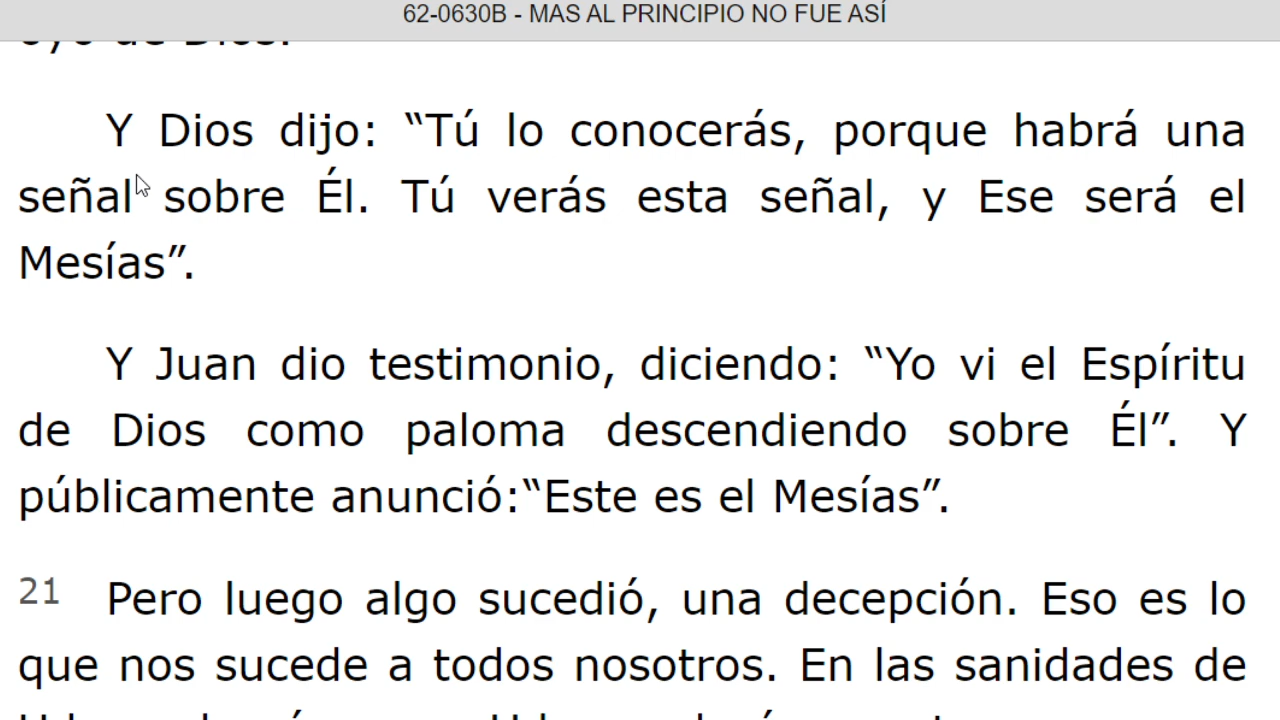 62-0630B - MAS AL PRINCIPIO NO FUE ASÍ
oyó de Dios.
Y Dios dijo: “Tú lo conocerás, porque habrá una
señal sobre Él. Tú verás esta señal, y Ese será el
Mesías”.
Y Juan dio testimonio, diciendo: “Yo vi el Espíritu
de Dios como paloma descendiendo sobre Él”. Y
públicamente anunció:“Este es el Mesías”.
21 Pero luego algo sucedió, una decepción. Eso es lo
que nos sucede a todos nosotros. En las sanidades de